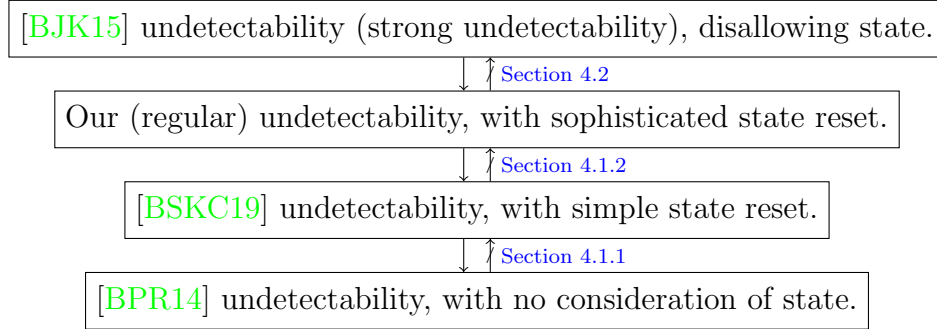 [BJK15] undetectability (strong undetectability), disallowing state.
Section 4.2
Our (regular) undetectability, with sophisticated state reset.
Section 4.1.2
[BSKC19] undetectability, with simple state reset.
Section 4.1.1
[BPR14] undetectability, with no consideration of state.